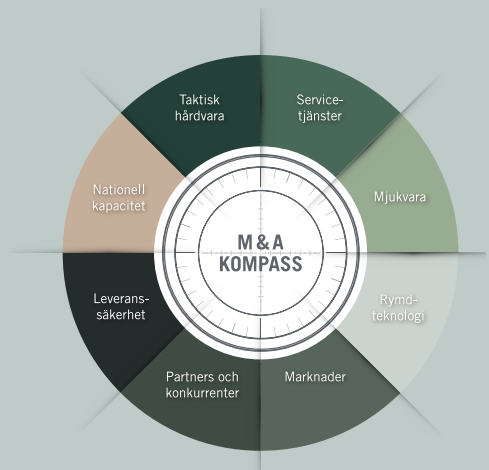 Taktisk
hårdvara
Service-
tjänster
Mjukvara
Rymd-
teknologi
Marknader
Partners och
konkurrenter
Leverans-
säkerhet
Nationell
kapacitet
M & A
KOMPASS